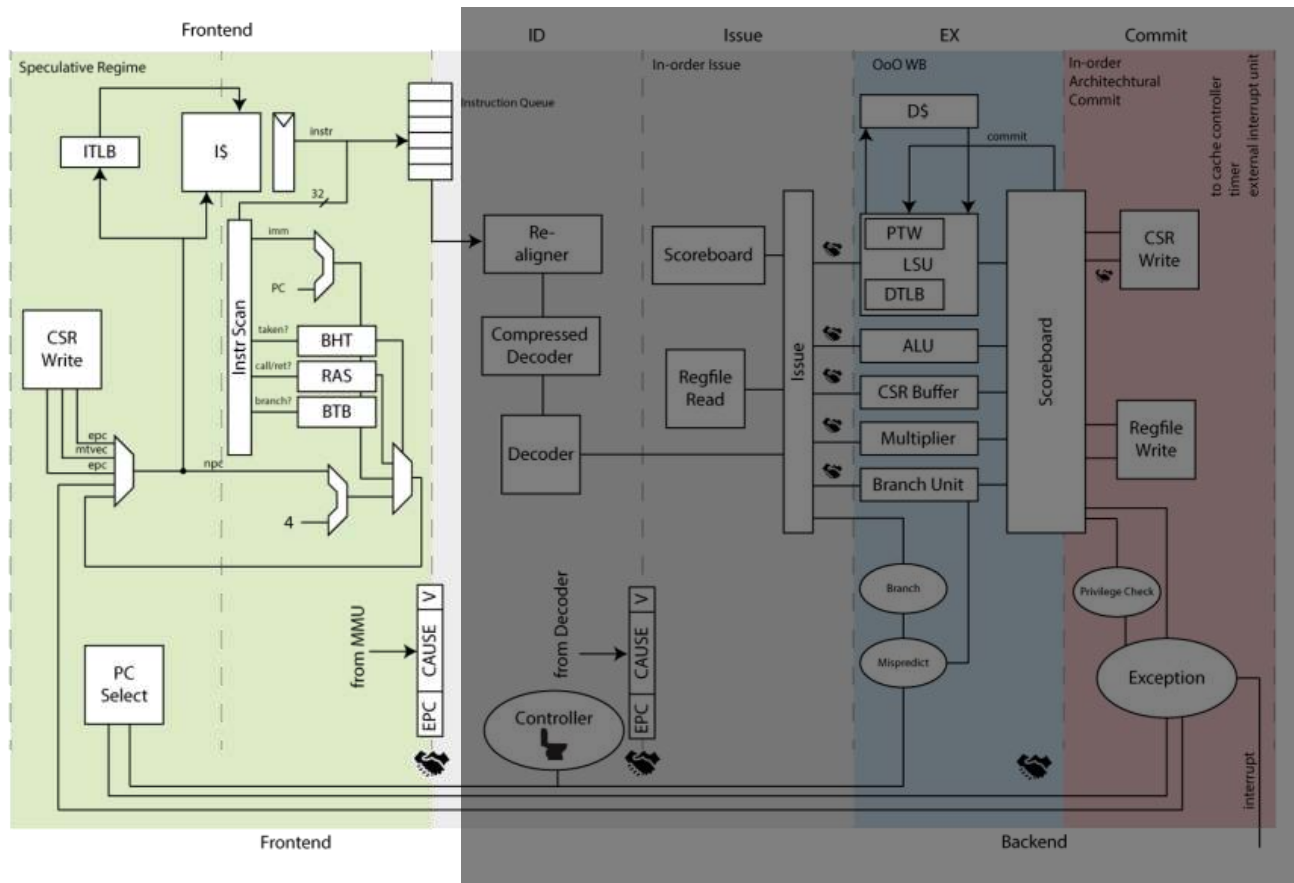 Frontend
ID
Issue
EX
Commit
Speculative Regime
In-order Issue
OoO WB
In-order
Architechtural
Commit
to cache controller
timer
external interrupt unit
Instruction Queue
ITLB
I$
instr
32
D$
commit
Instr Scan
imm
PC
taken?
BHT
call/ret?
RAS
branch?
BTB
CSR
Write
epc
mtvec
epc
npc
4
Re-
aligner
Compressed
Decoder
Decoder
Scoreboard
Regfile
Read
Issue
PTW
LSU
DTLB
ALU
CSR Buffer
Multiplier
Branch Unit
Scoreboard
CSR
Write
Regfile
Write
from MMU
V
CAUSE
EPC
from Decoder
V
CAUSE
EPC
Branch
Mispredict
Privilege Check
Exception
PC
Select
Controller
interrupt
Frontend
Backend